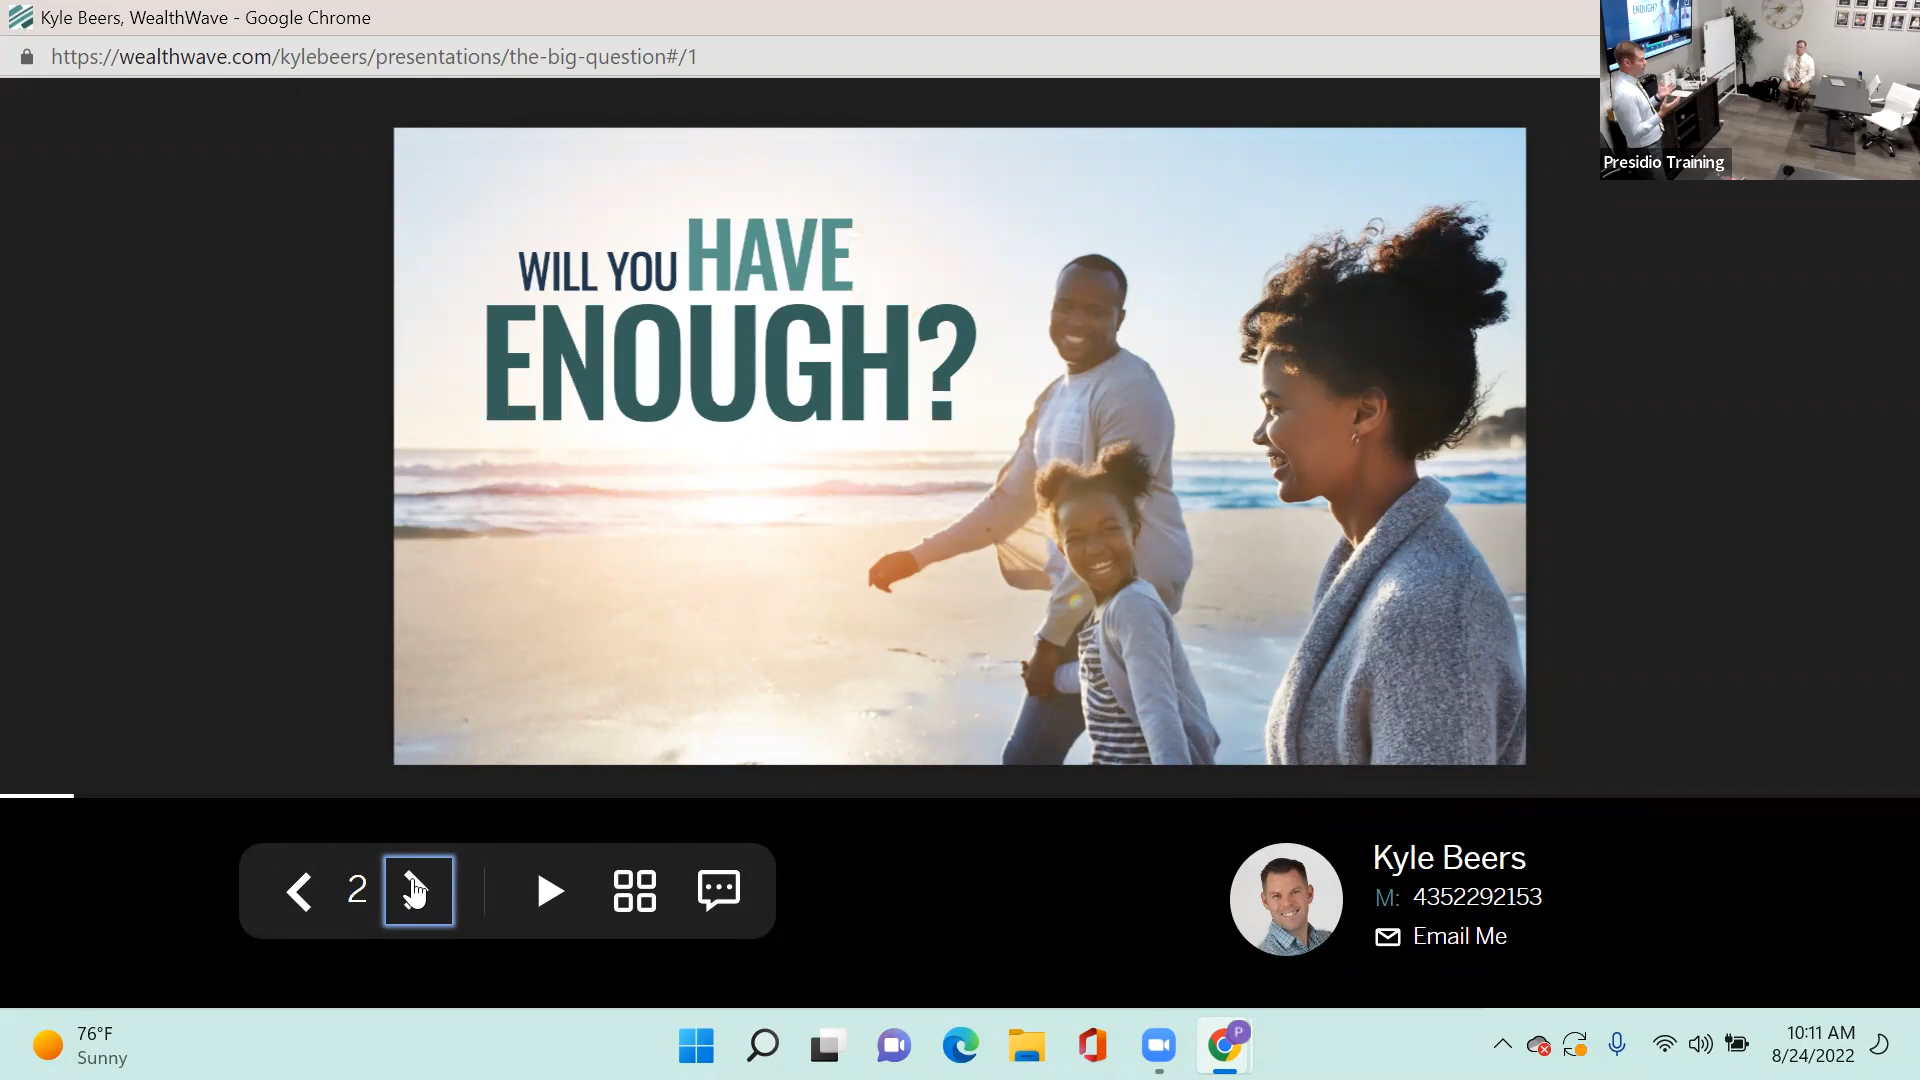 Kyle Beers, WealthWave - Google Chrome
https://wealthwave.com/kylebeers/presentations/the-big-question#/1
ENOUGH?
Presidio Training
WILL YOU HAVE
ENOUGH?
2
Kyle Beers
M: 4352292153
Email Me
76°F
Sunny
P
10:11 AM
8/24/2022